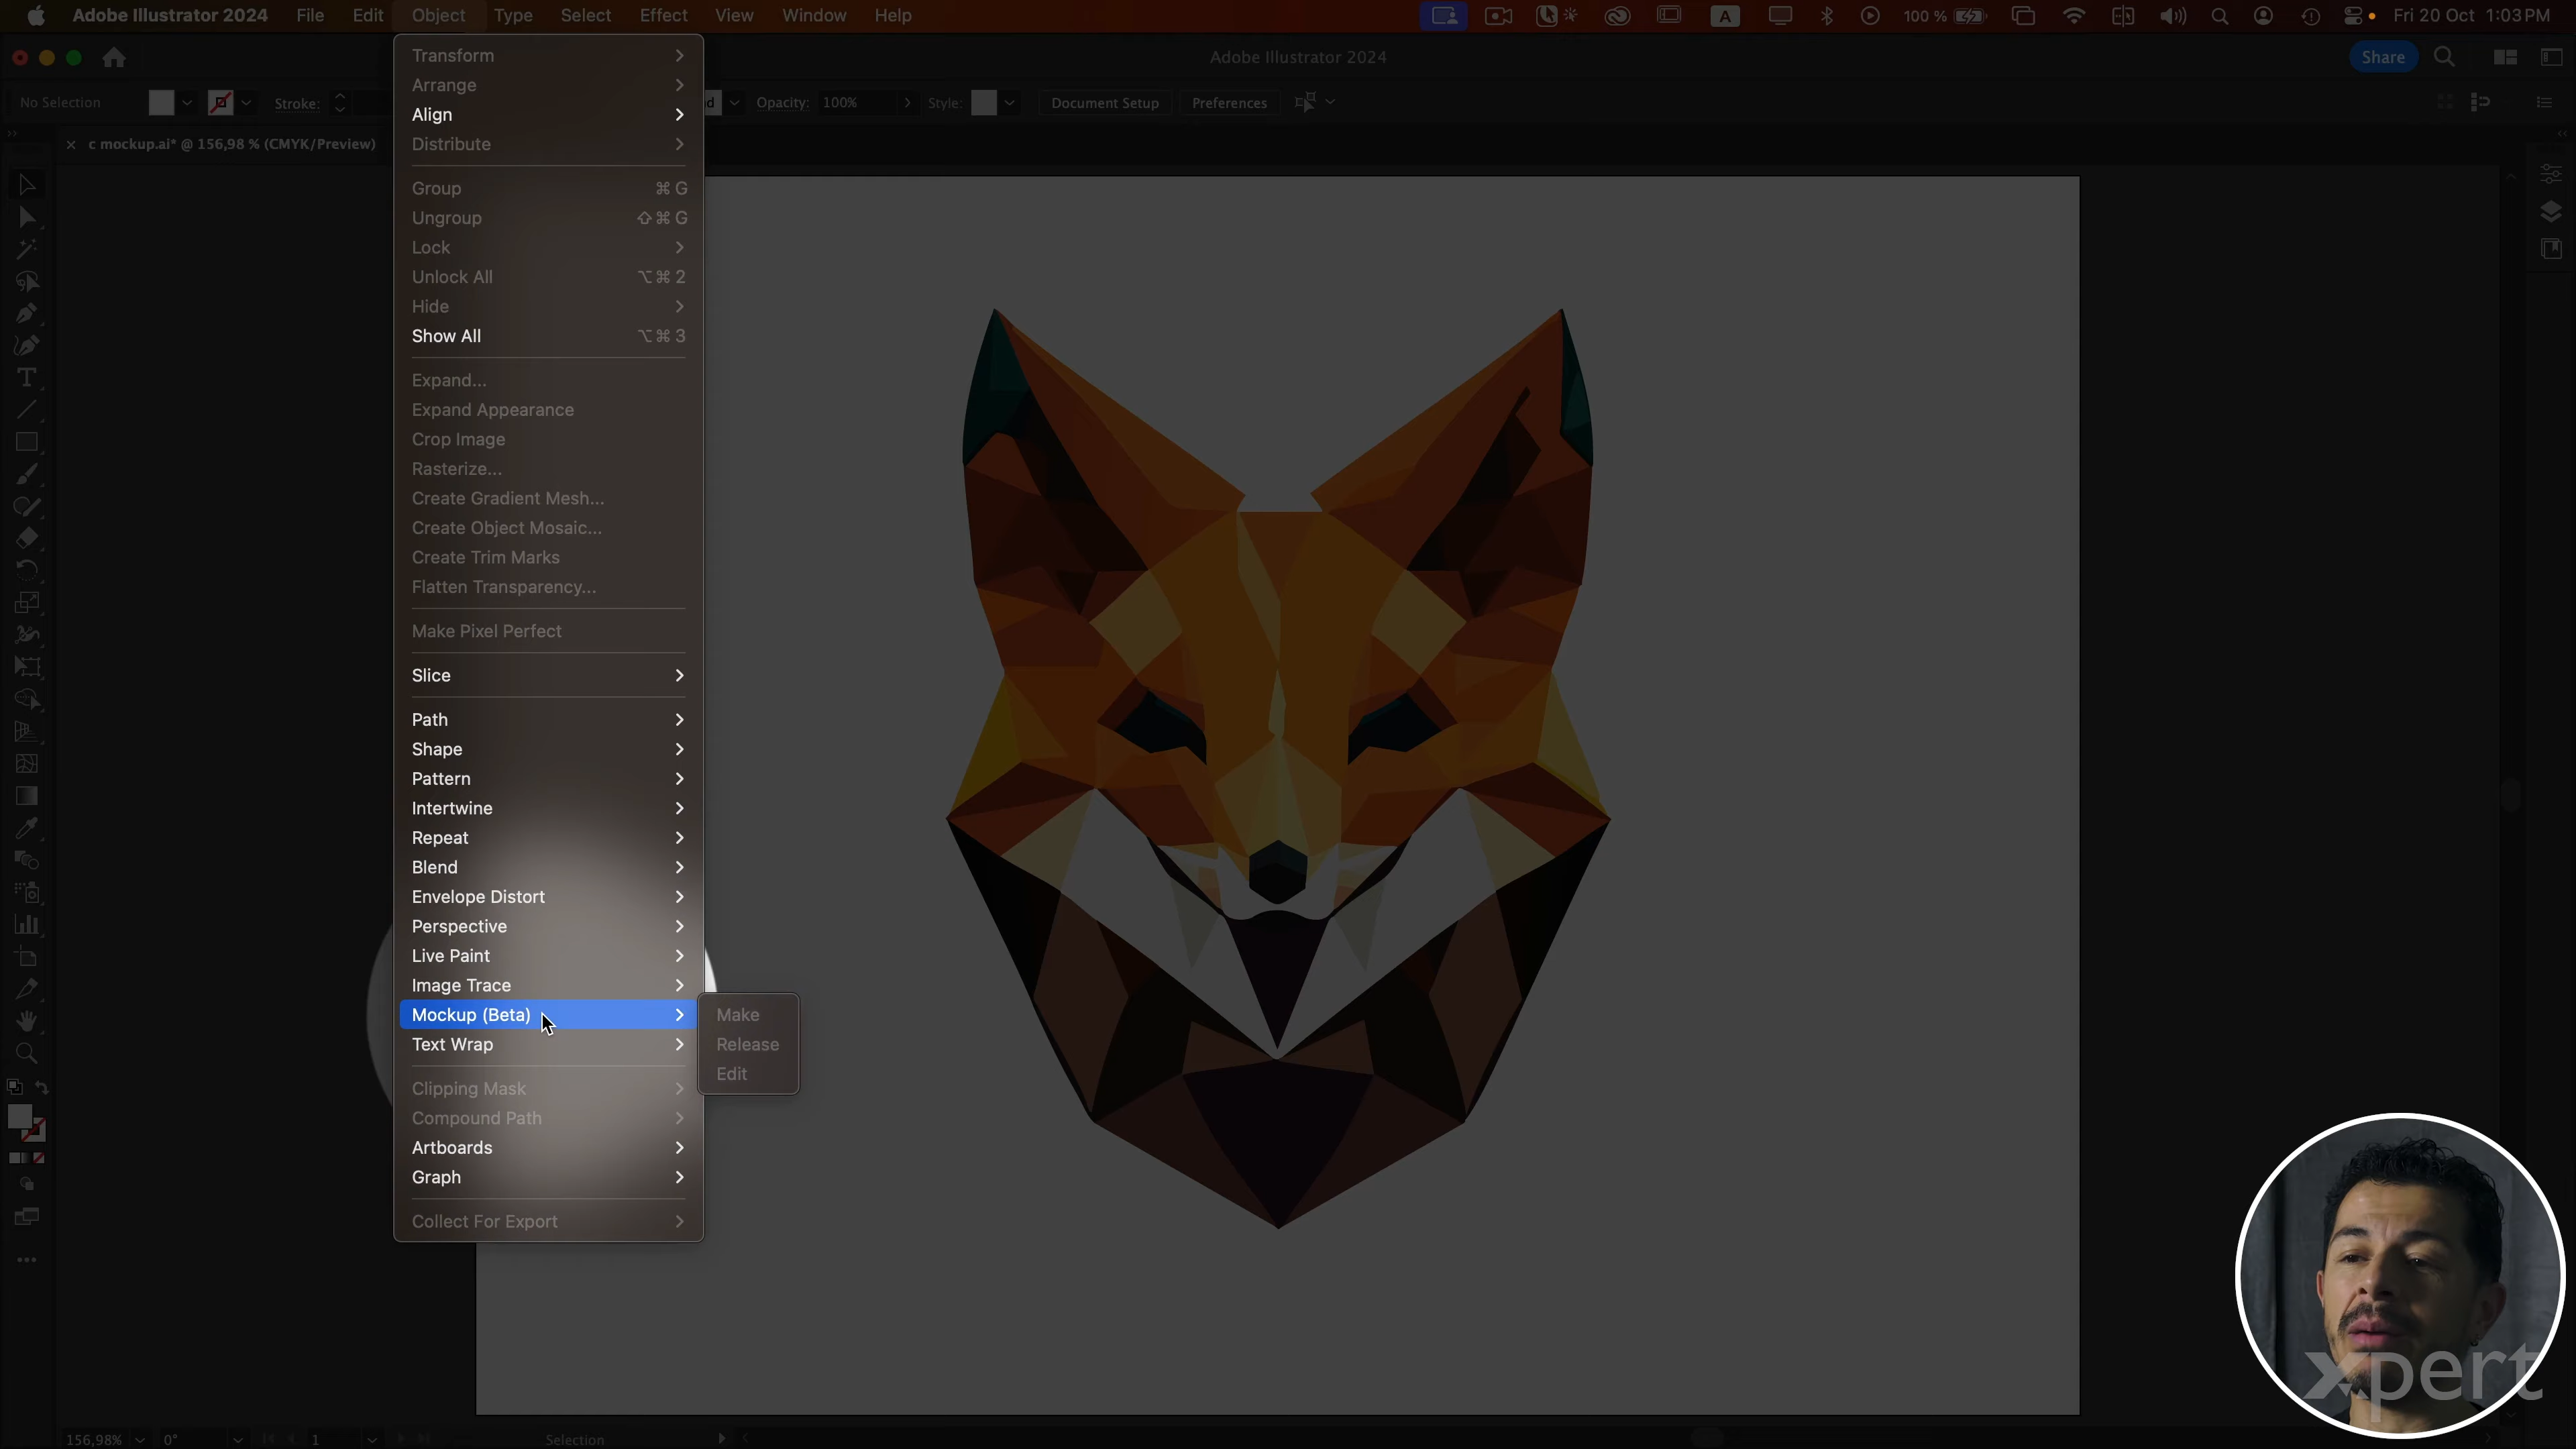 Adobe Illustrator 2024 File Edit Object Type Select Effect View Window Help A 100 % Fri 20 Oct 1:03 PM
Adobe Illustrator 2024 Share
No Selection Stroke: Opacity: 100% Style: Document Setup Preferences
c mockup.ai* @ 156,98 % (CMYK/Preview)
Transform
Arrange
Align
Distribute
Group ⌘ G
Ungroup ⇧⌘ G
Lock
Unlock All ⌥⌘ 2
Hide
Show All ⌥⌘ 3
Expand...
Expand Appearance
Crop Image
Rasterize...
Create Gradient Mesh...
Create Object Mosaic...
Create Trim Marks
Flatten Transparency...
Make Pixel Perfect
Slice
Path
Shape
Pattern
Intertwine
Repeat
Blend
Envelope Distort
Perspective
Live Paint
Image Trace
Mockup (Beta)
Text Wrap
Clipping Mask
Compound Path
Artboards
Graph
Collect For Export
Make
Release
Edit
xpert
156,98% 0° 1 Selection